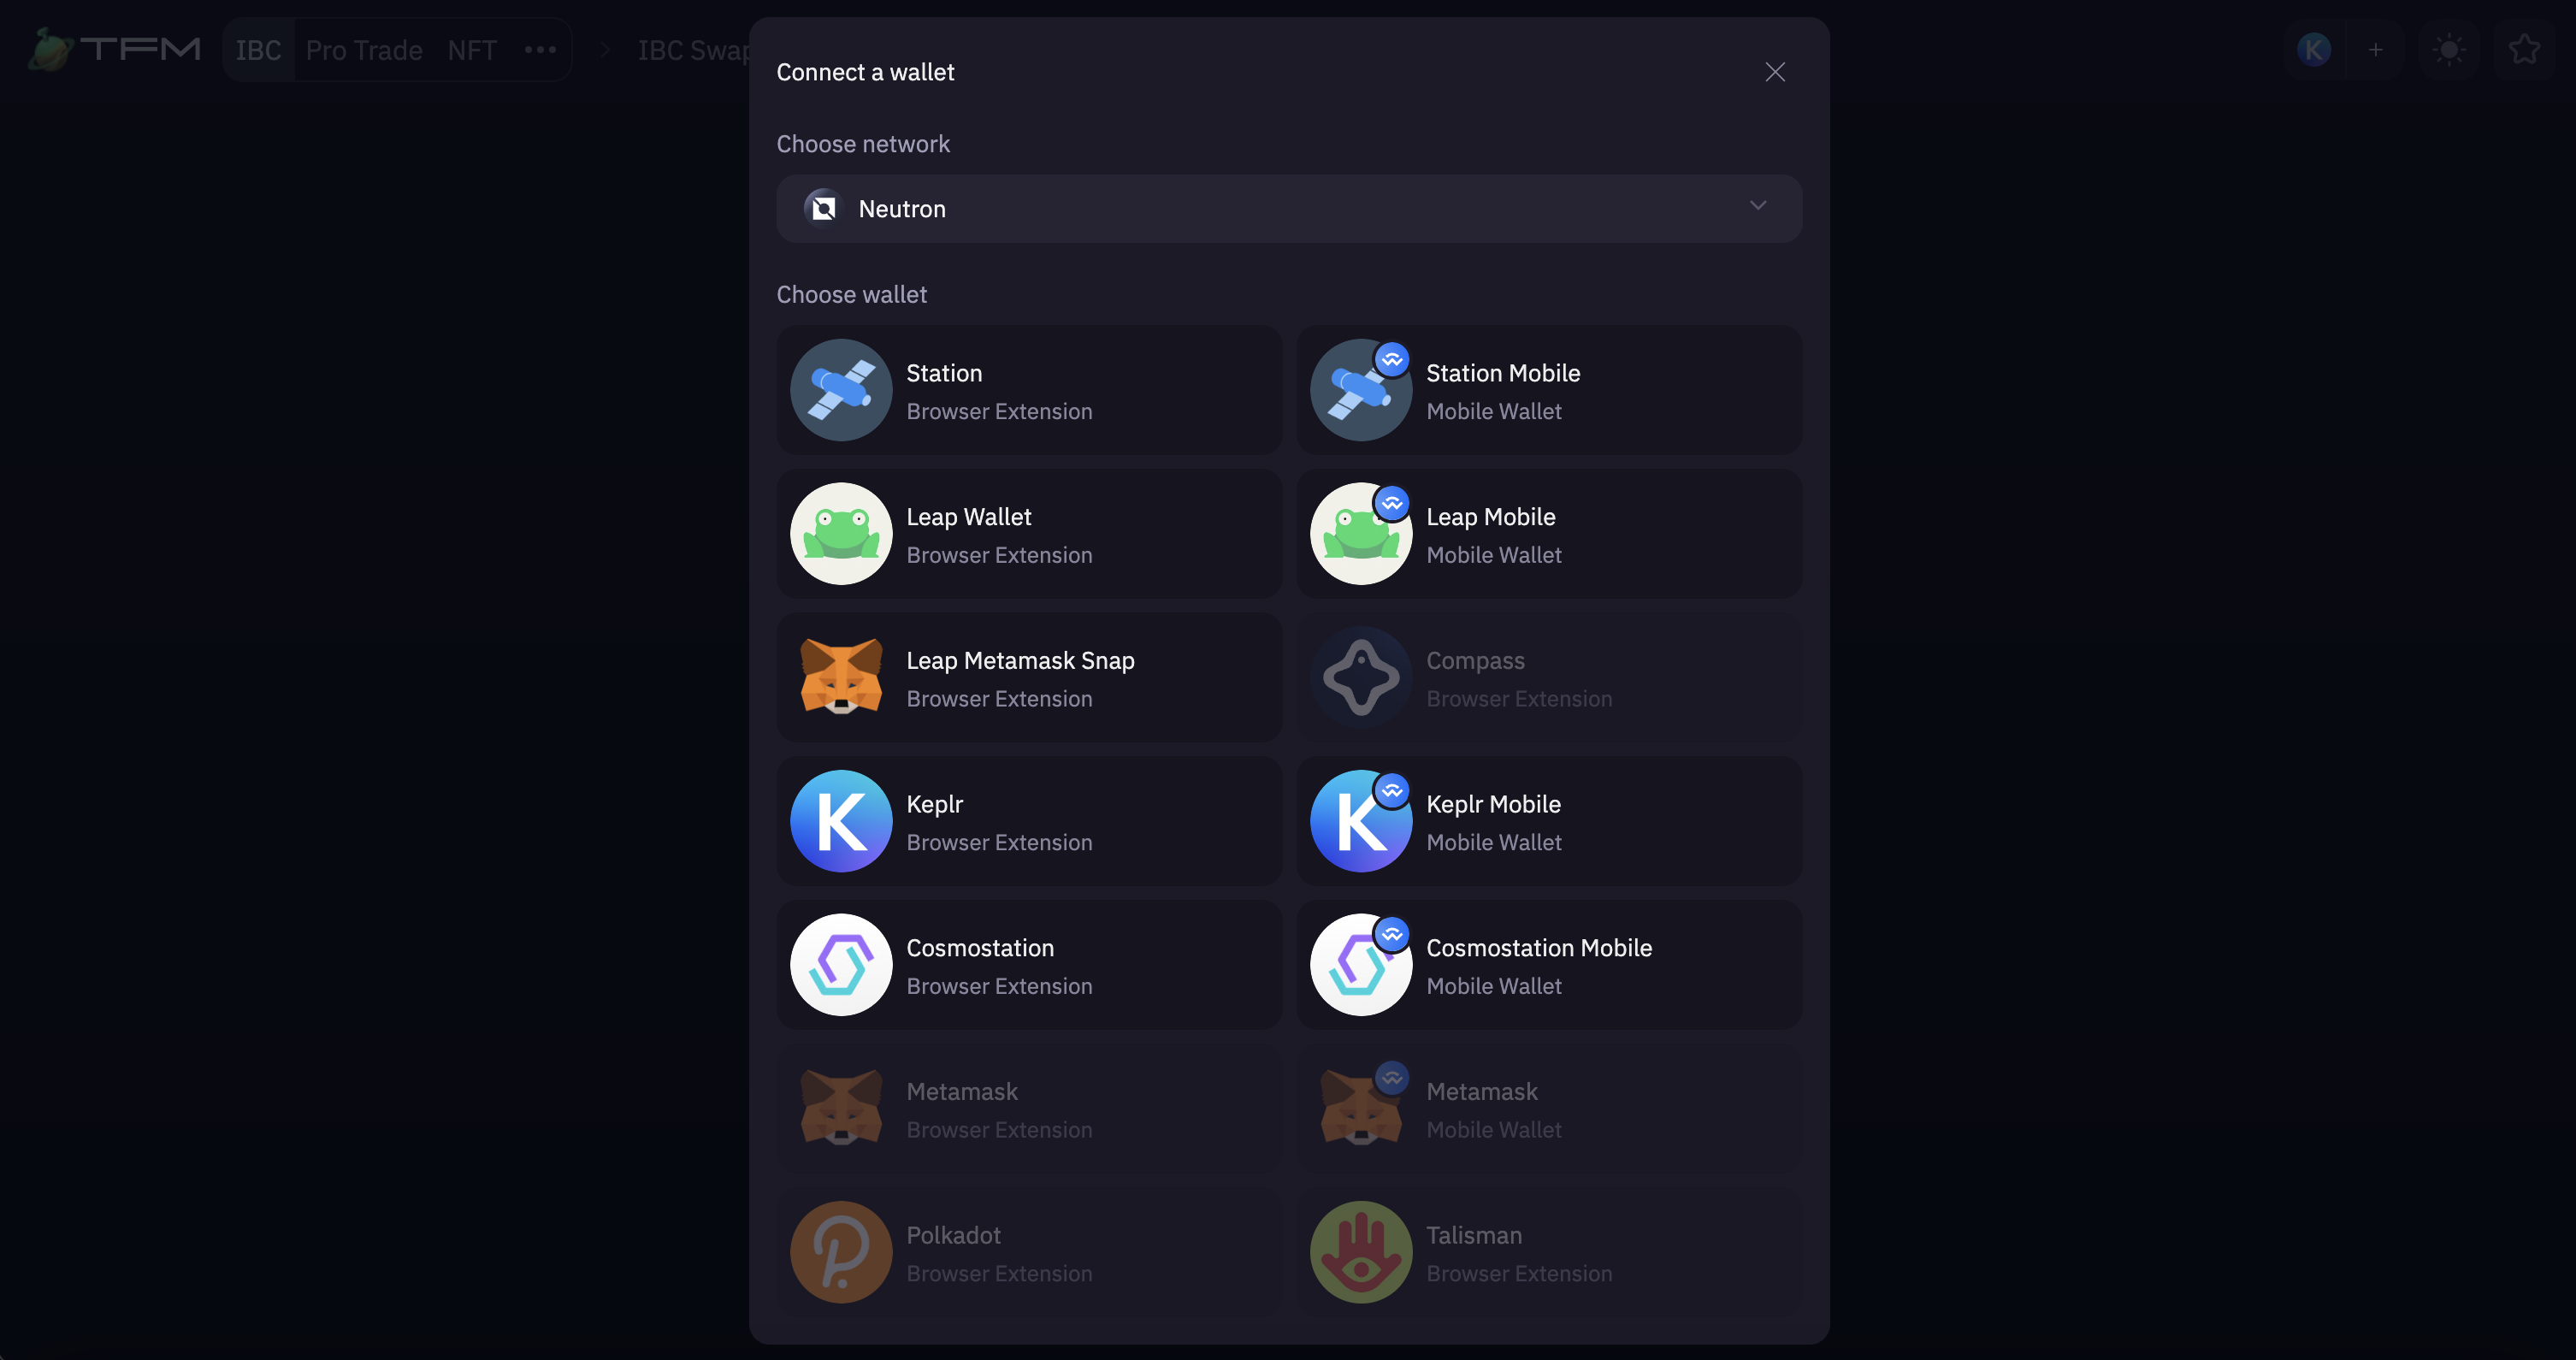 TFM
IBC
Pro Trade
NFT
IBC Swap
K
+
Connect a wallet
Choose network
Neutron
Choose wallet
Station
Browser Extension
Station Mobile
Mobile Wallet
Leap Wallet
Browser Extension
Leap Mobile
Mobile Wallet
Leap Metamask Snap
Browser Extension
Compass
Browser Extension
K
Keplr
Browser Extension
K
Keplr Mobile
Mobile Wallet
Cosmostation
Browser Extension
Cosmostation Mobile
Mobile Wallet
Metamask
Browser Extension
Metamask
Mobile Wallet
Polkadot
Browser Extension
Talisman
Browser Extension